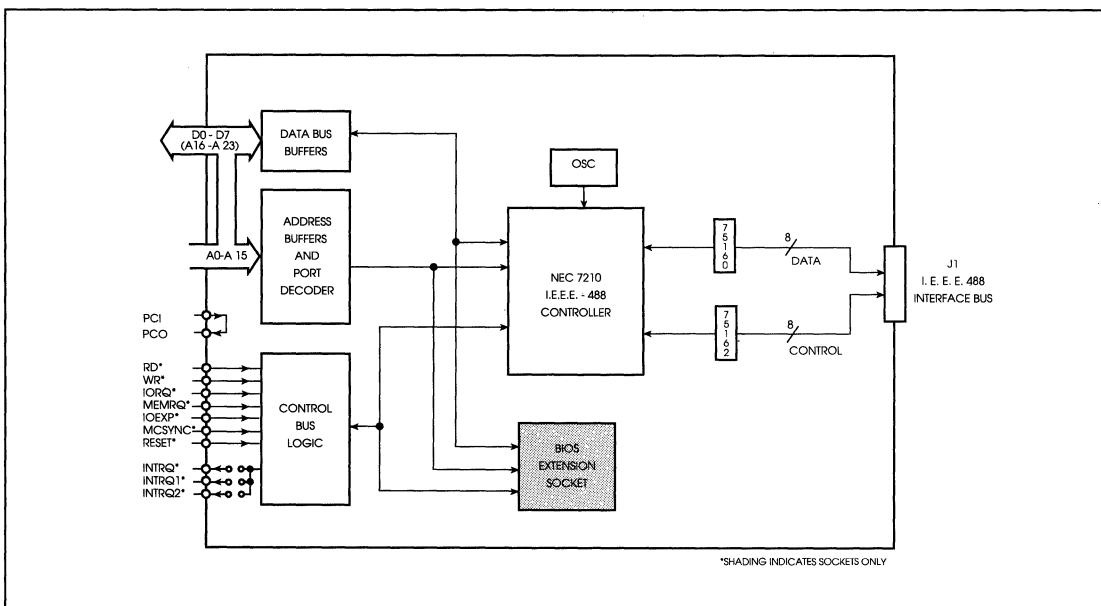 D0 - D7
(A16 -A 23)
DATA BUS
BUFFERS
OSC
ADDRESS
BUFFERS
AND
PORT
DECODER
A0-A 15
NEC 7210
I.E.E.E. - 488
CONTROLLER
75160
8
DATA
J1
I. E. E. E. 488
INTERFACE BUS
75162
8
CONTROL
PCI
PCO
RD*
WR*
IORQ*
MEMRQ*
IOEXP*
MCSYNC*
RESET*
INTRQ*
INTRQ1*
INTRQ2*
CONTROL
BUS
LOGIC
BIOS
EXTENSION
SOCKET
*SHADING INDICATES SOCKETS ONLY